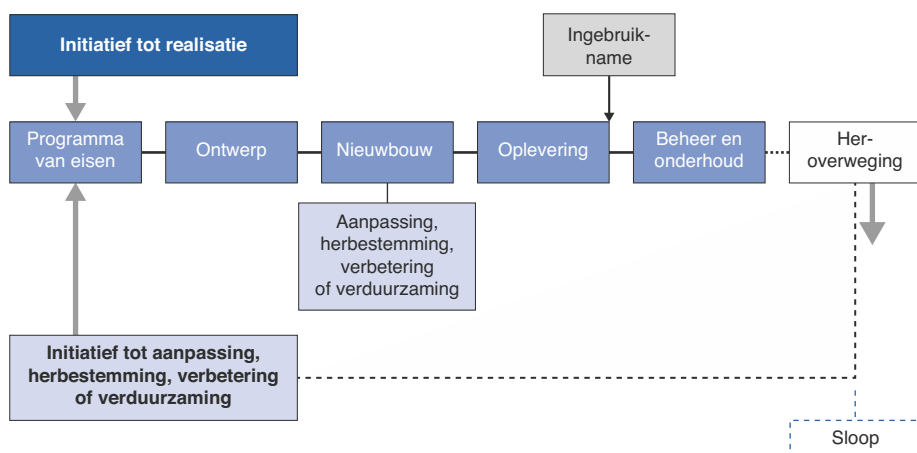 Initiatief tot realisatie
Ingebruik-
name
Programma
van eisen
Ontwerp
Nieuwbouw
Oplevering
Beheer en
onderhoud
Her-
overweging
Aanpassing,
herbestemming,
verbetering
of verduurzaming
Initiatief tot aanpassing,
herbestemming, verbetering
of verduurzaming
Sloop